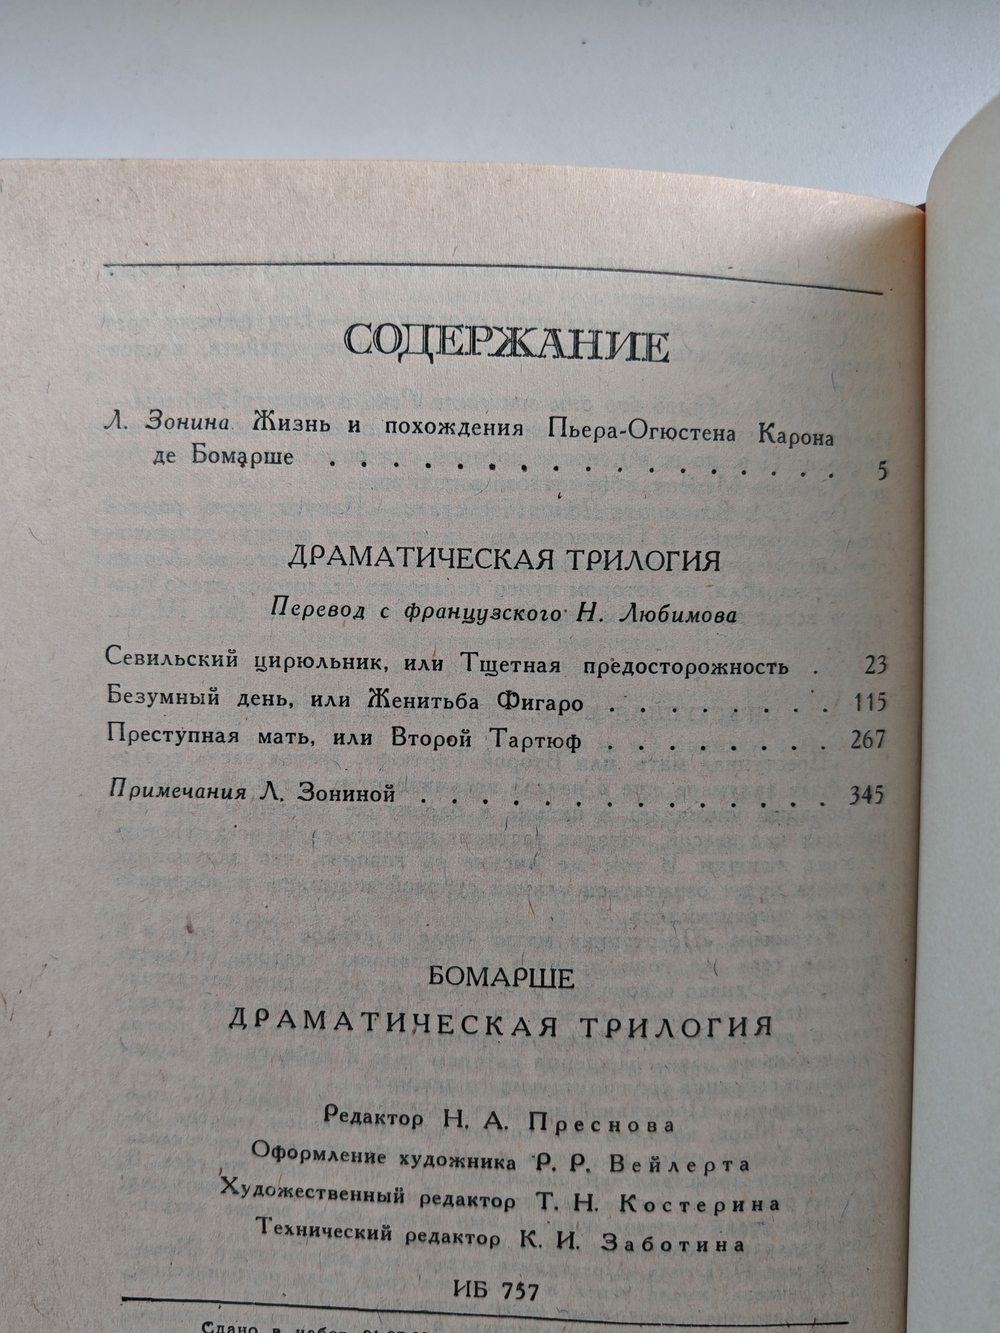 СОДЕРЖАНИЕ
Л. Зонина. Жизнь и похождения Пьера-Огюстена Карона
де Бомарше . . . . . . . . . . . . . . . . . 5
ДРАМАТИЧЕСКАЯ ТРИЛОГИЯ
Перевод с французского Н. Любимова
Севильский цирюльник, или Тщетная предосторожность . 23
Безумный день, или Женитьба Фигаро . . . . . . . . 115
Преступная мать, или Второй Тартюф . . . . . . . . 267
Примечания Л. Зониной . . . . . . . . . . . . . . 345
БОМАРШЕ
ДРАМАТИЧЕСКАЯ ТРИЛОГИЯ
Редактор Н. А. Преснова
Оформление художника Р. Р. Вейлерта
Художественный редактор Т. Н. Костерина
Технический редактор К. И. Заботина
ИБ 757
Сдано в набор